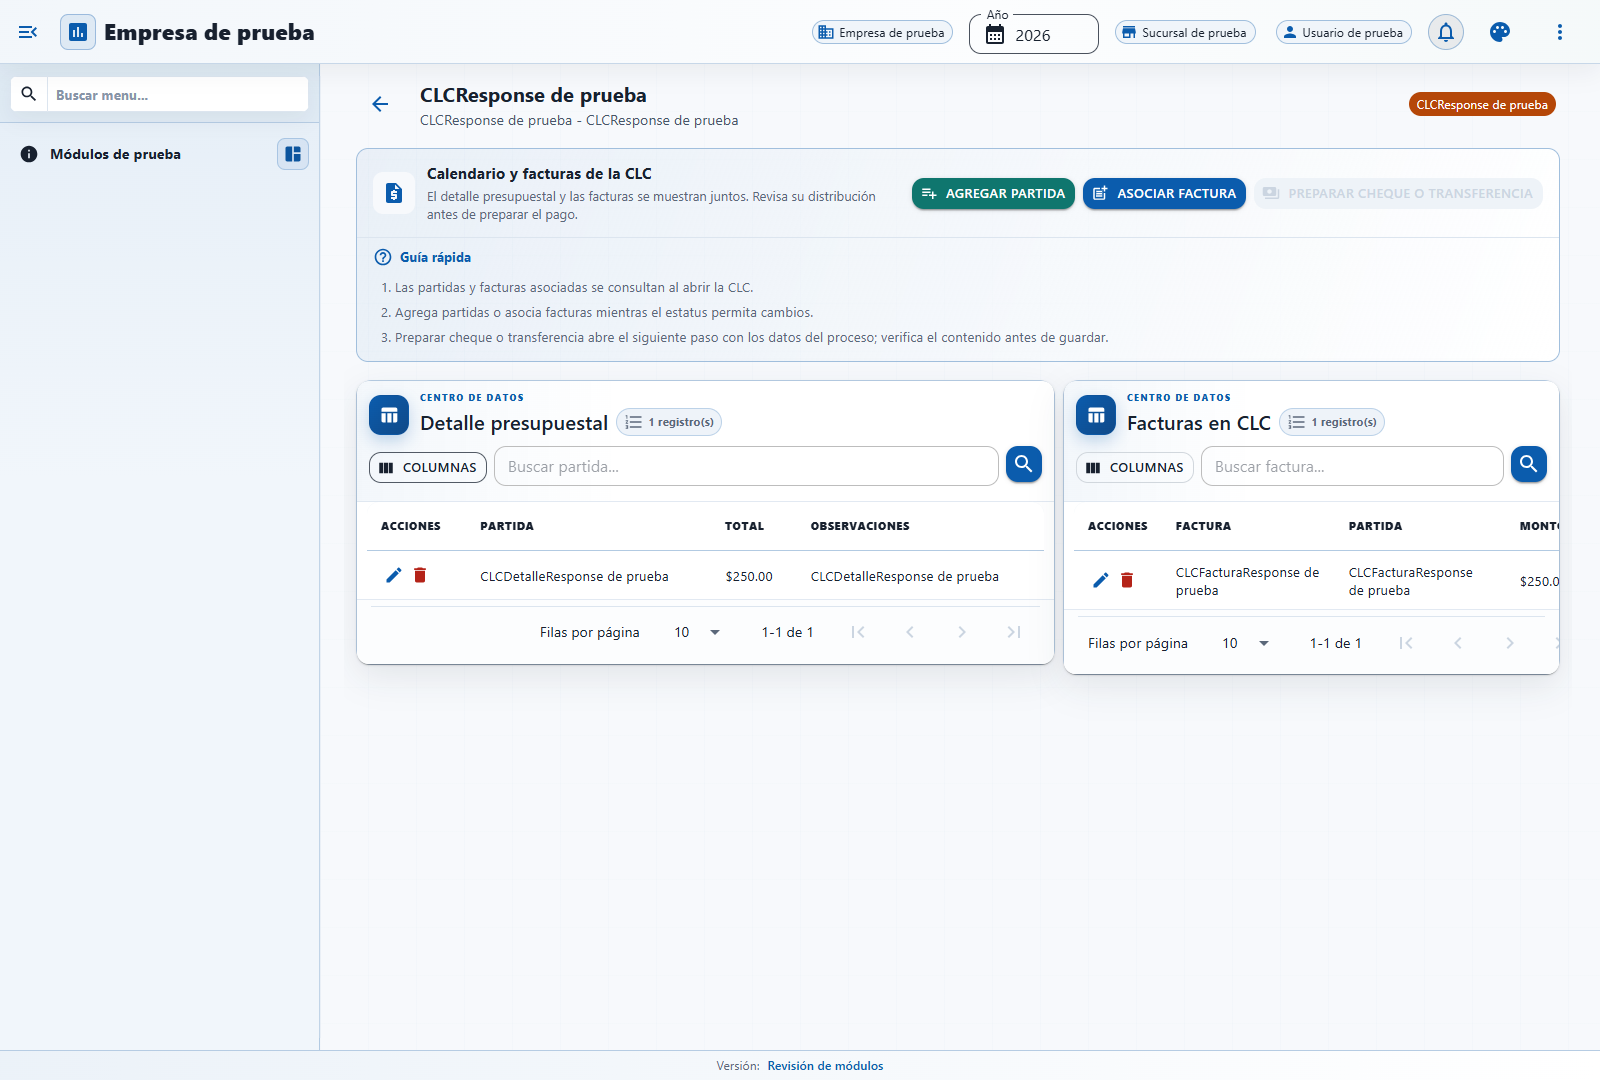 Empresa de prueba
Empresa de prueba
Año
2026
Sucursal de prueba
Usuario de prueba
Buscar menu...
Módulos de prueba
CLCResponse de prueba
CLCResponse de prueba - CLCResponse de prueba
CLCResponse de prueba
Calendario y facturas de la CLC
El detalle presupuestal y las facturas se muestran juntos. Revisa su distribución
antes de preparar el pago.
AGREGAR PARTIDA
ASOCIAR FACTURA
PREPARAR CHEQUE O TRANSFERENCIA
Guía rápida
1. Las partidas y facturas asociadas se consultan al abrir la CLC.
2. Agrega partidas o asocia facturas mientras el estatus permita cambios.
3. Preparar cheque o transferencia abre el siguiente paso con los datos del proceso; verifica el contenido antes de guardar.
CENTRO DE DATOS
Detalle presupuestal
1 registro(s)
COLUMNAS
Buscar partida...
ACCIONES PARTIDA TOTAL OBSERVACIONES
CLCDetalleResponse de prueba $250.00 CLCDetalleResponse de prueba
Filas por página 10 1-1 de 1
CENTRO DE DATOS
Facturas en CLC
1 registro(s)
COLUMNAS
Buscar factura...
ACCIONES FACTURA PARTIDA MONTO
CLCFacturaResponse de
prueba
CLCFacturaResponse
de prueba
$250.0
Filas por página 10 1-1 de 1
Versión: Revisión de módulos